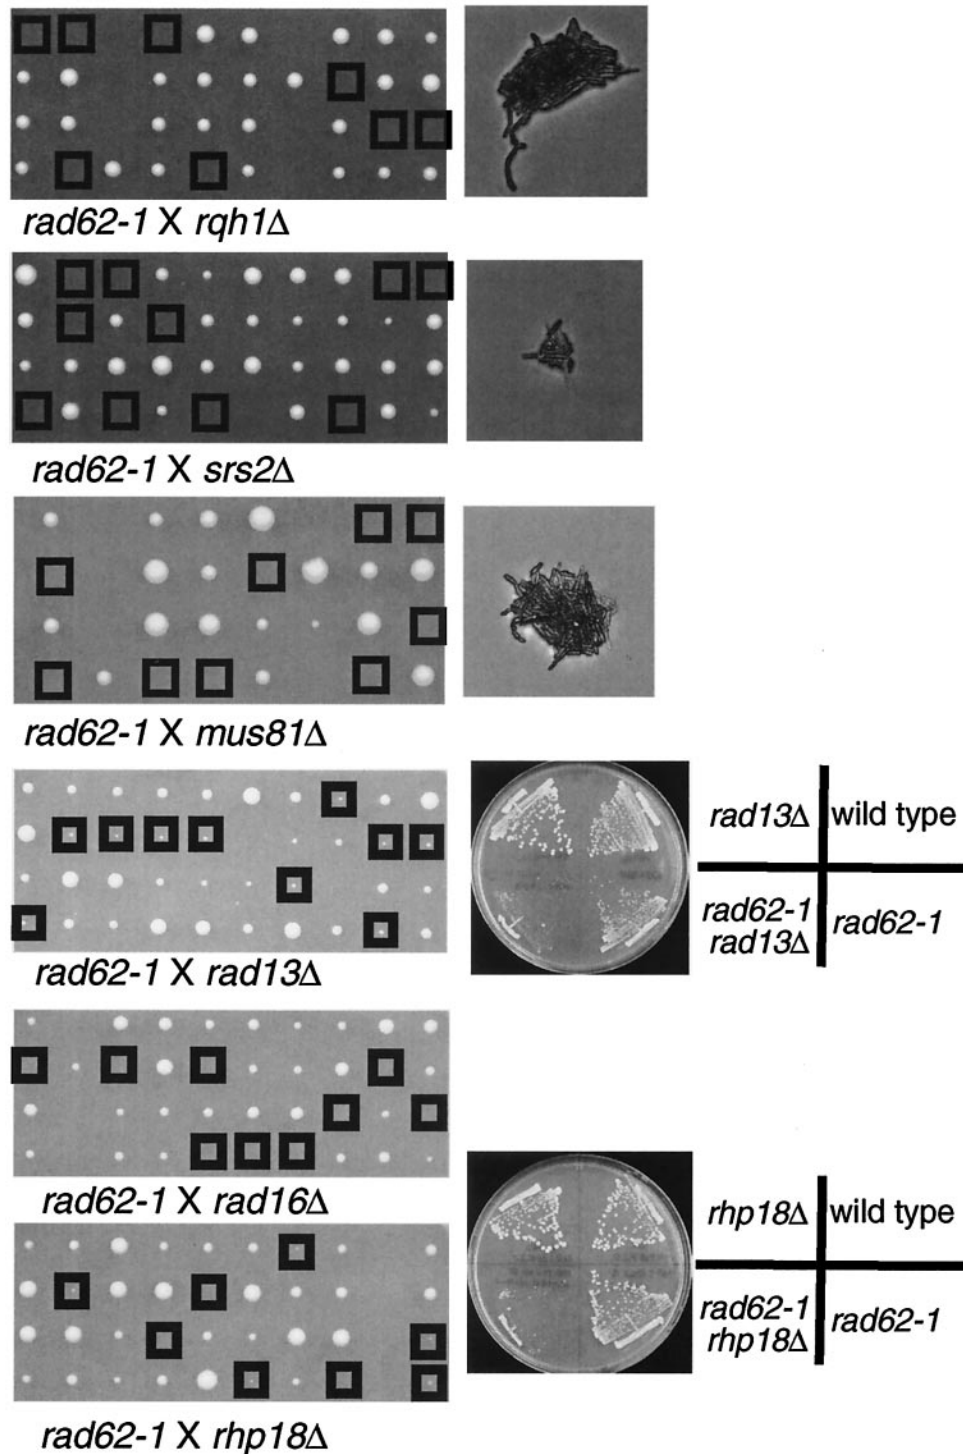 rad62-1 X rqh1Δ
rad62-1 X srs2Δ
rad62-1 X mus81Δ
rad62-1 X rad13Δ
rad13Δ wild type
rad62-1
rad13Δ
rad62-1
rad62-1 X rad16Δ
rad62-1 X rhp18Δ
rhp18Δ wild type
rad62-1
rhp18Δ
rad62-1